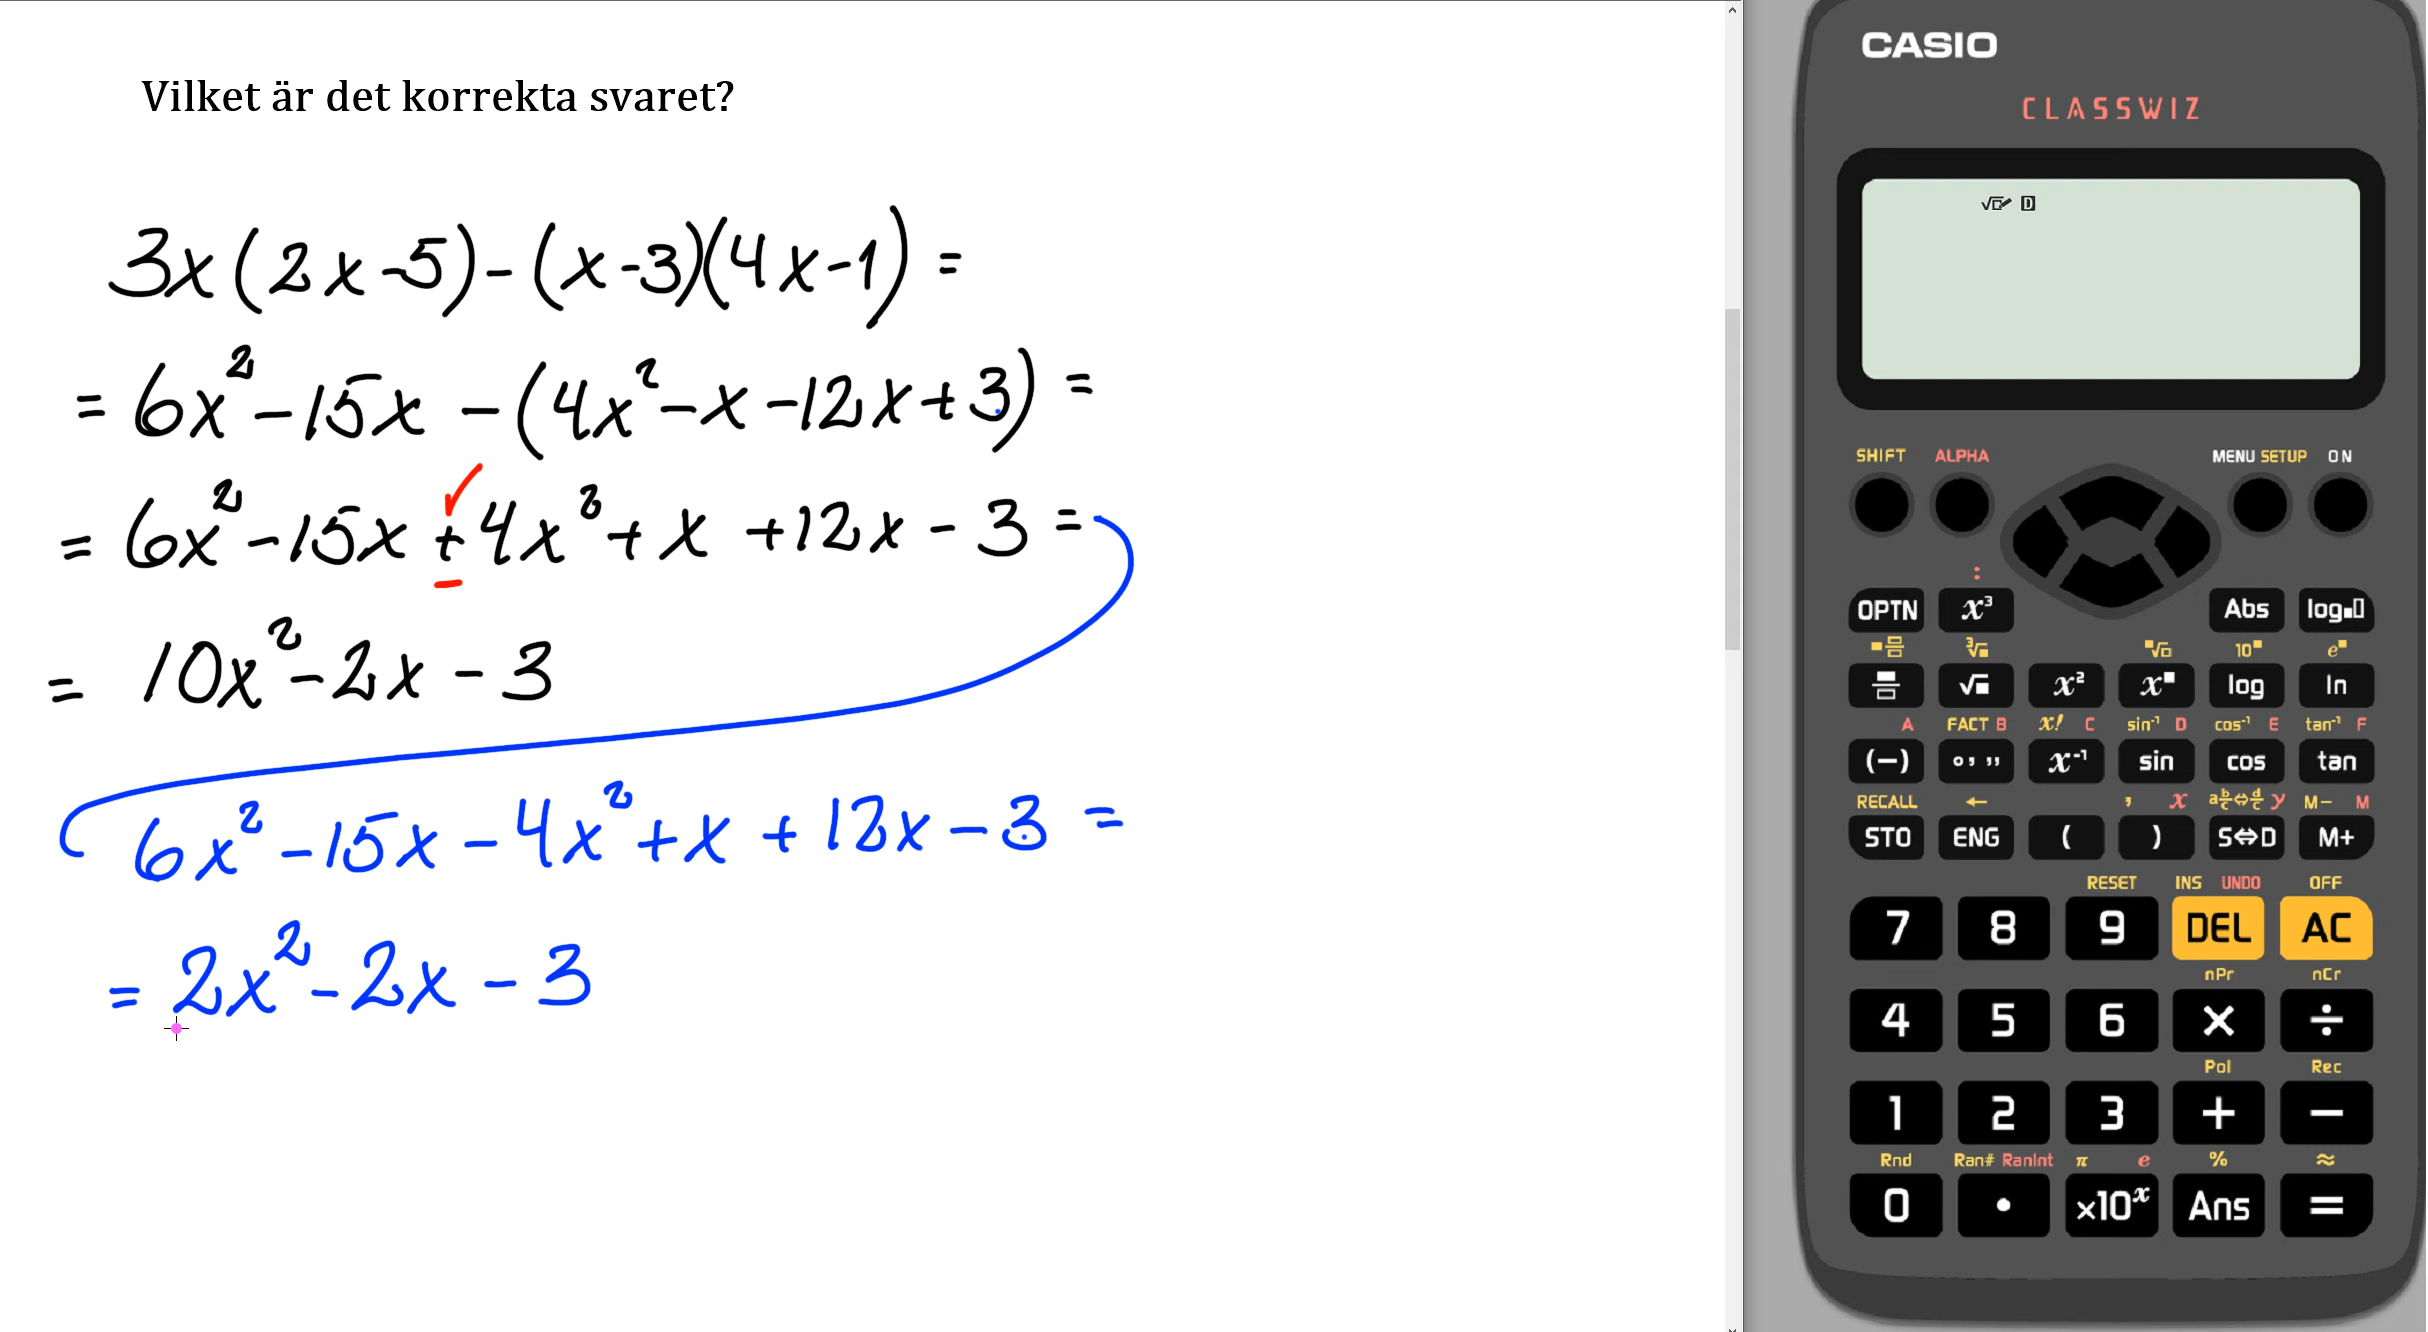 Vilket är det korrekta svaret?
3x(2x-5)-(x-3)(4x-1)=
=6x²-15x-(4x²-x-12x+3)=
=6x²-15x+4x²+x+12x-3=
–
=10x²-2x-3
6x²-15x-4x²+x+12x-3=
=2x²-2x-3
CASIO
CLASSWIZ
√▫ D
SHIFT ALPHA MENU SETUP ON
:
OPTN x³ Abs log▪▯
▪▤ ³√▪ ▪√▫ 10▪ e▪
√▪ x² x▪ log ln
A FACT B x! C sin⁻¹ D cos⁻¹ E tan⁻¹ F
(−) ° ' '' x⁻¹ sin cos tan
RECALL ← , x a b/c⇔d/c y M− M
STO ENG ( ) S⇔D M+
RESET INS UNDO OFF
7 8 9 DEL AC
nPr nCr
4 5 6 × ÷
Pol Rec
1 2 3 + −
Rnd Ran# RanInt π e % ≈
0 • ×10ˣ Ans =